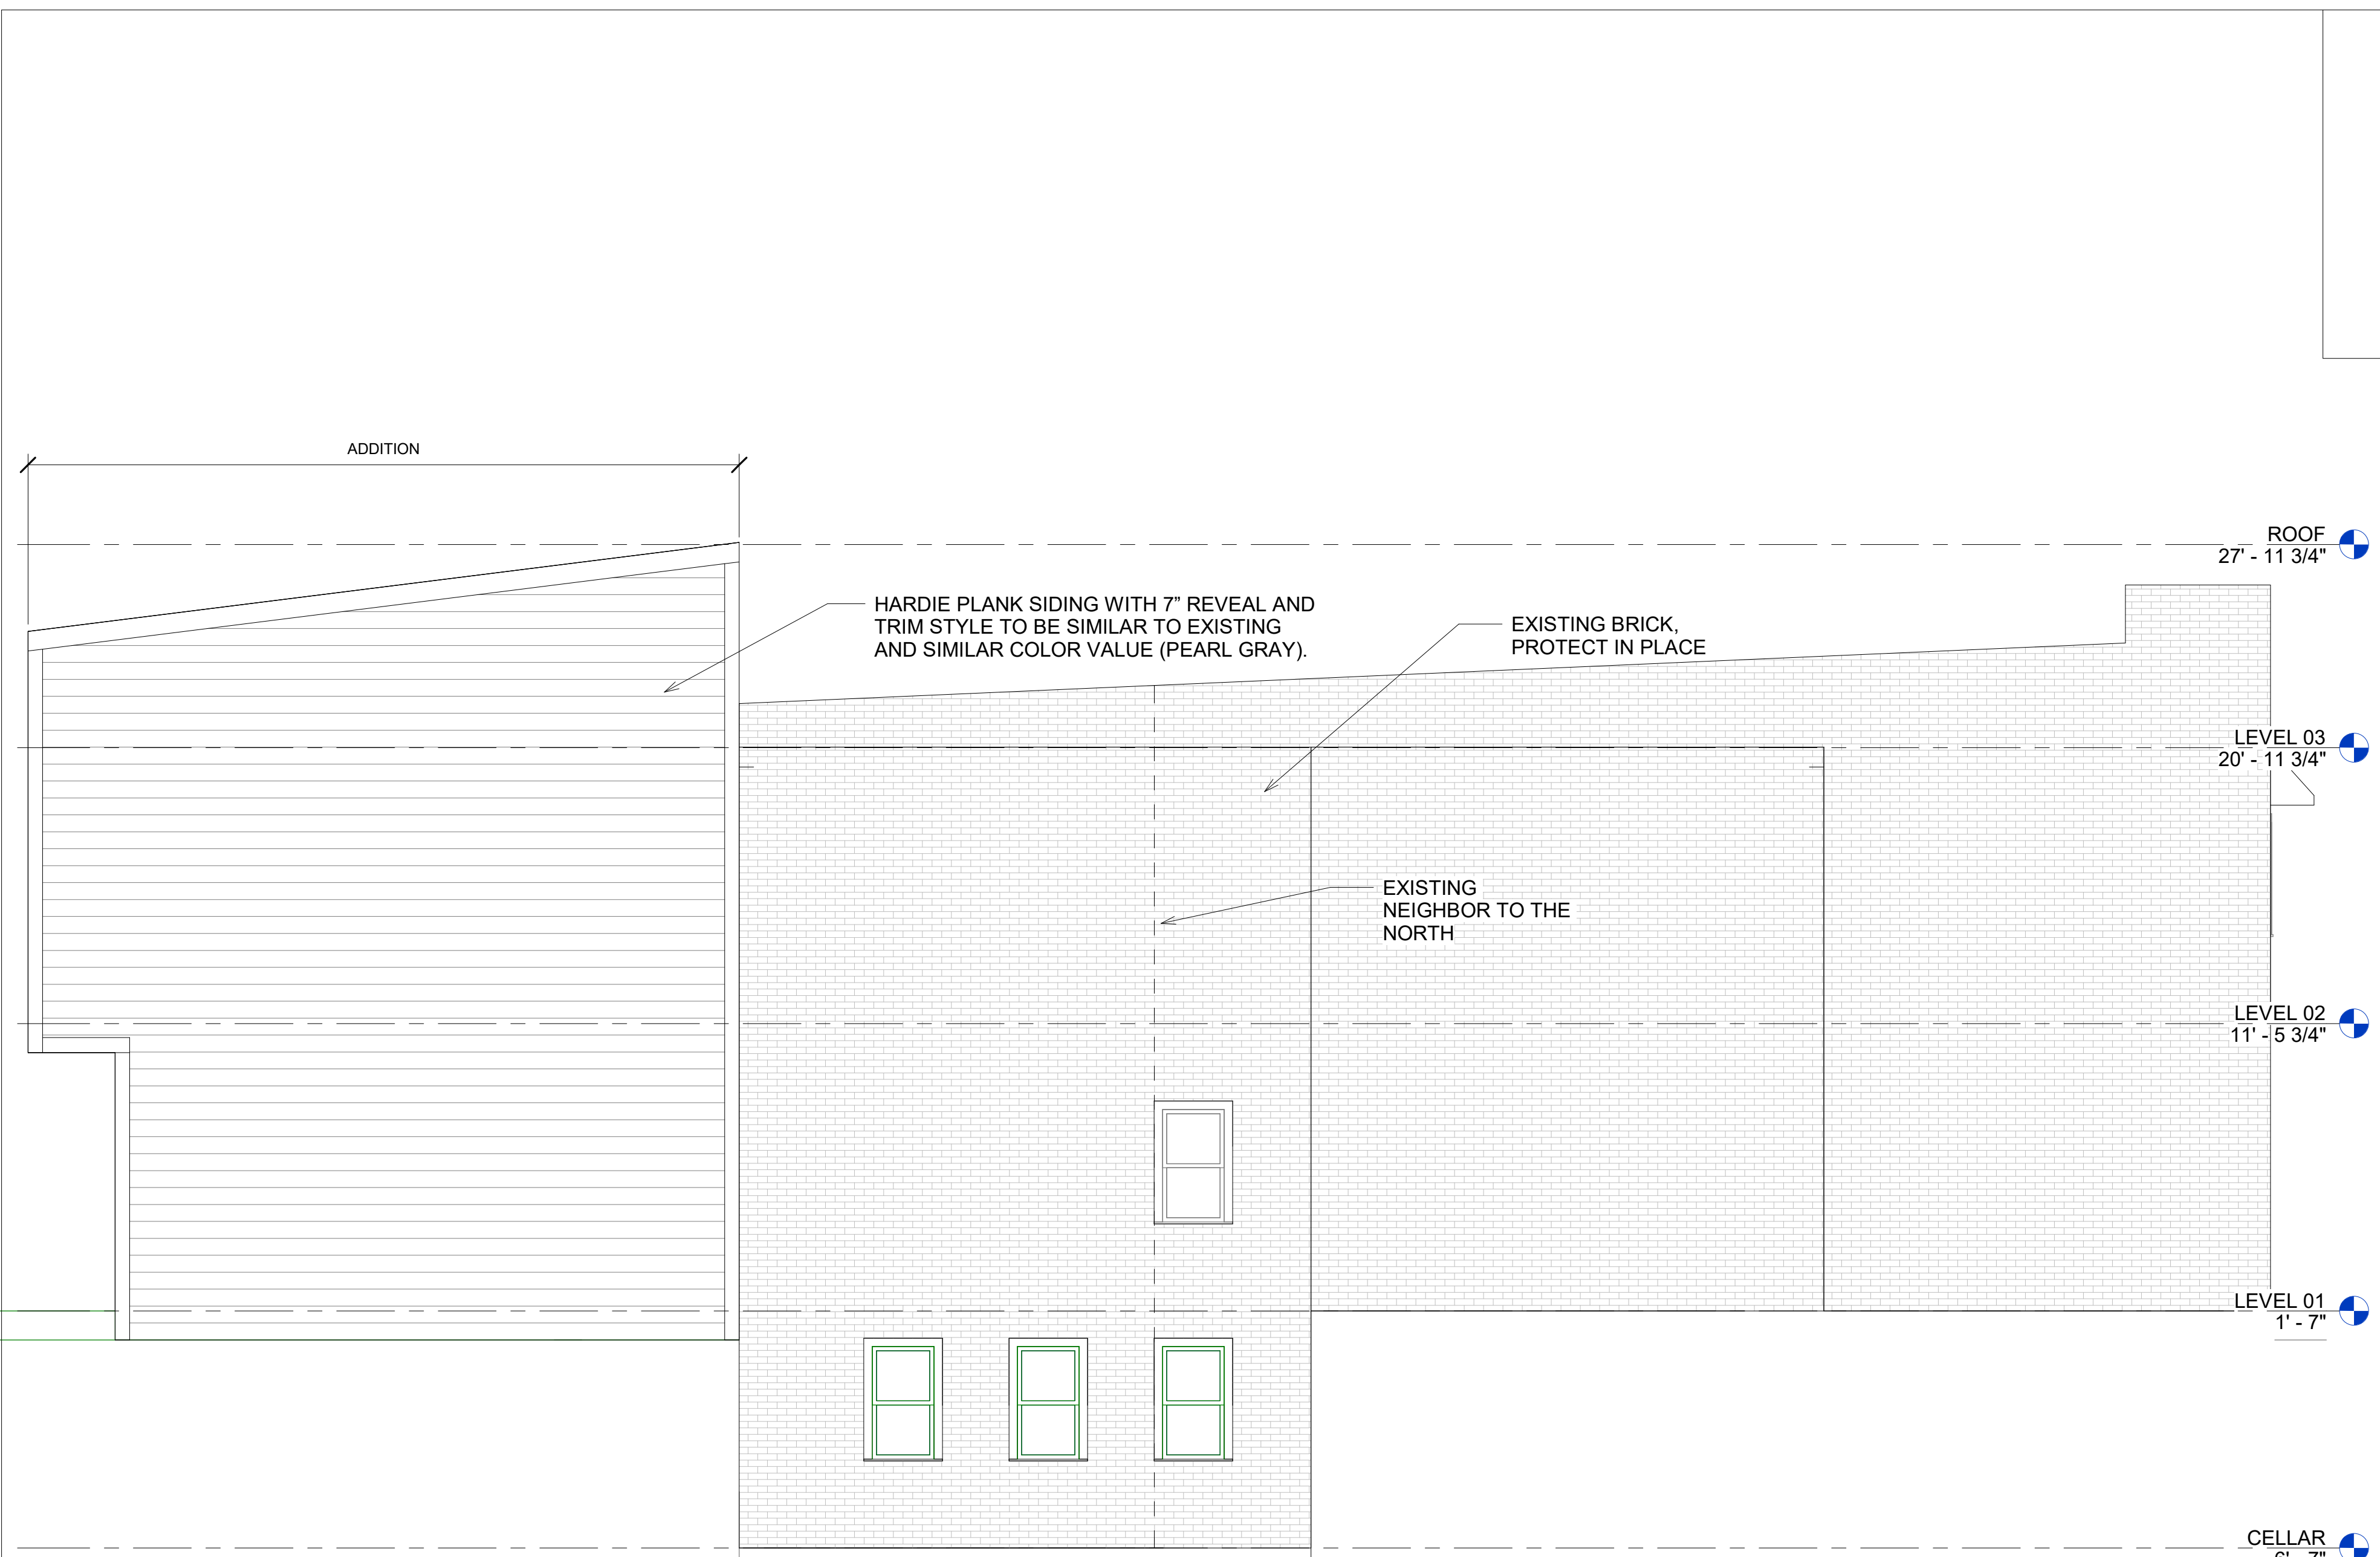 ADDITION
ROOF
27' - 11 3/4"
HARDIE PLANK SIDING WITH 7” REVEAL AND
TRIM STYLE TO BE SIMILAR TO EXISTING
AND SIMILAR COLOR VALUE (PEARL GRAY).
EXISTING BRICK,
PROTECT IN PLACE
LEVEL 03
20' - 11 3/4"
EXISTING
NEIGHBOR TO THE
NORTH
LEVEL 02
11' - 5 3/4"
LEVEL 01
1' - 7"
CELLAR